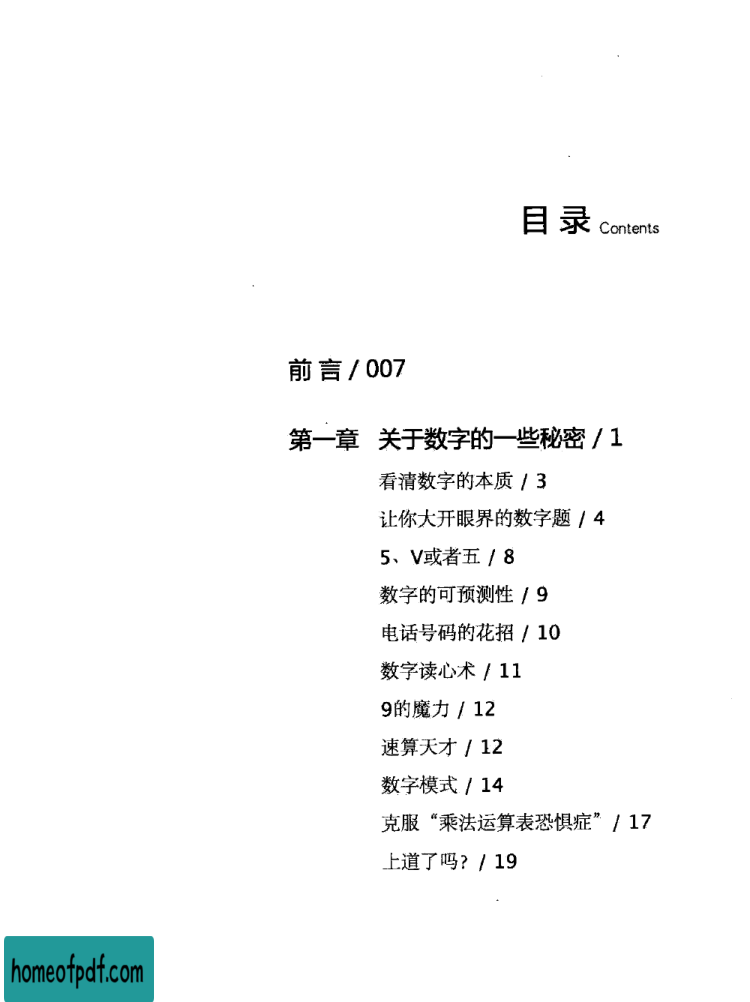 目录 Contents
前言 / 007
第一章 关于数字的一些秘密 / 1
看清数字的本质 / 3
让你大开眼界的数字题 / 4
5、V或者五 / 8
数字的可预测性 / 9
电话号码的花招 / 10
数字读心术 / 11
9的魔力 / 12
速算天才 / 12
数字模式 / 14
克服“乘法运算表恐惧症” / 17
上道了吗? / 19
homeofpdf.com